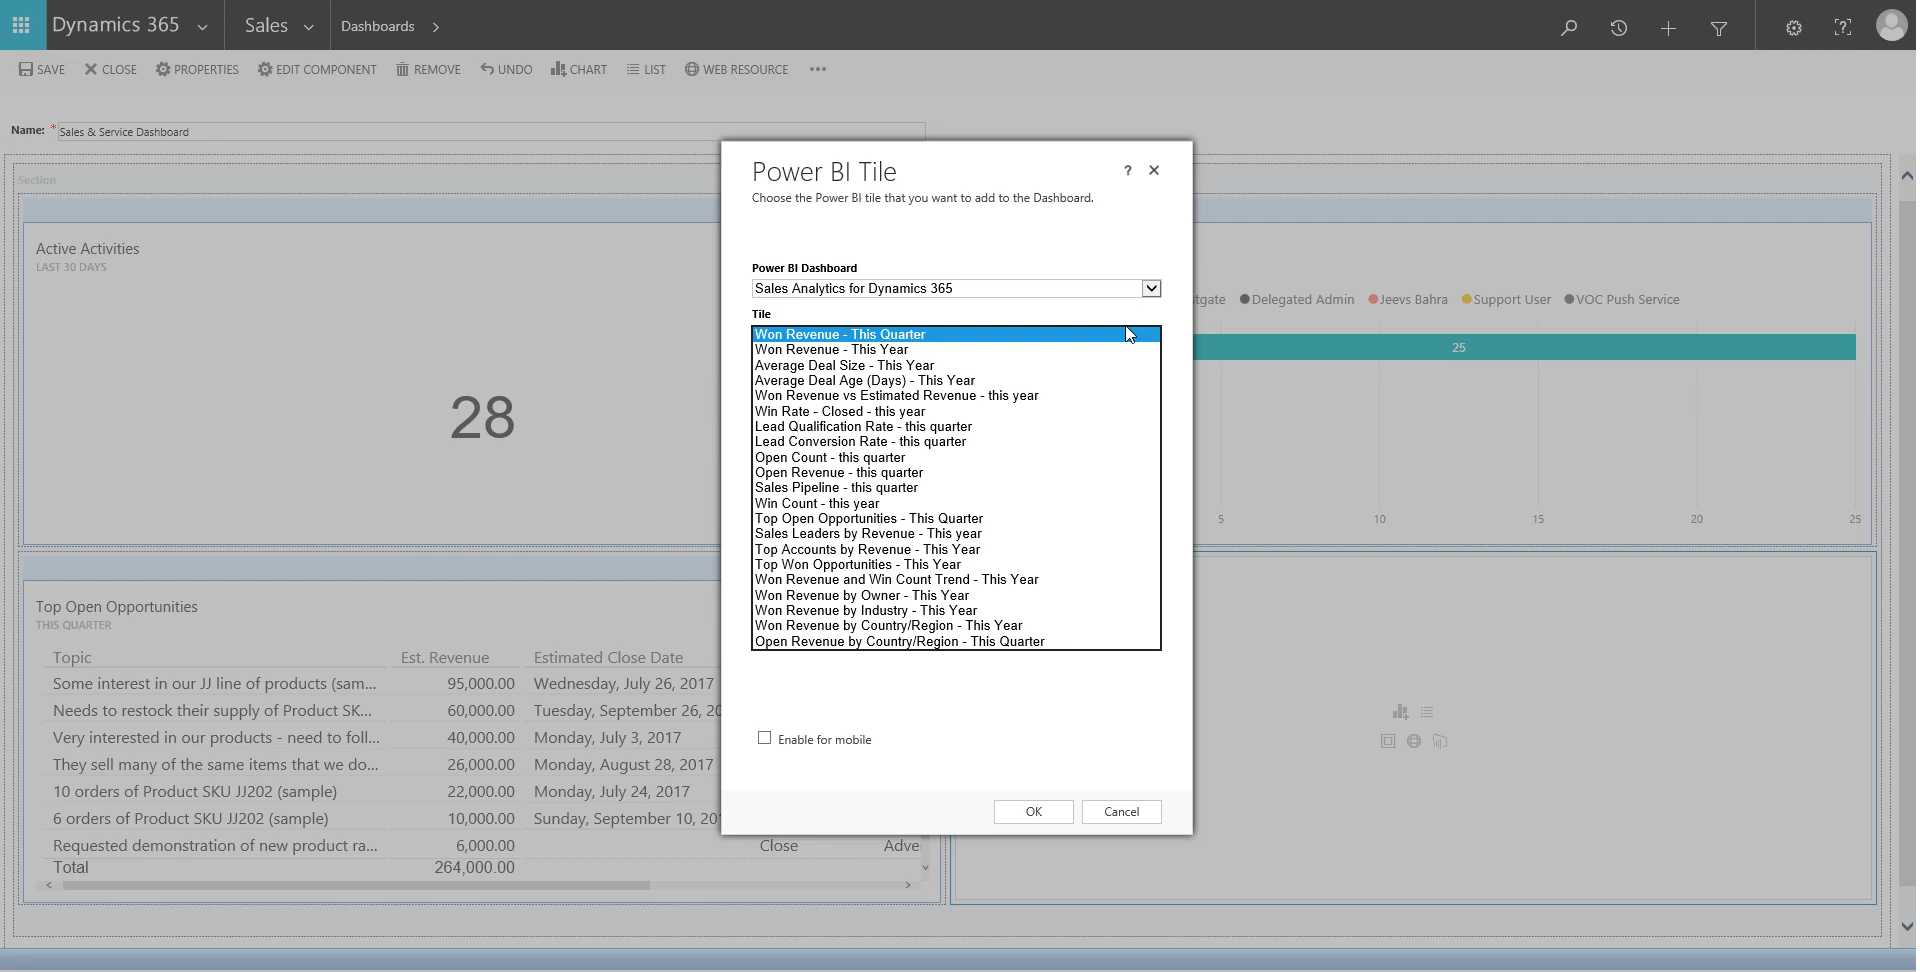 Dynamics 365
Sales
Dashboards
SAVE
CLOSE
PROPERTIES
EDIT COMPONENT
REMOVE
UNDO
CHART
LIST
WEB RESOURCE
•••
Name: *
Sales & Service Dashboard
Section
Active Activities
LAST 30 DAYS
28
Delegated Admin
Jeevs Bahra
Support User
VOC Push Service
25
5
10
15
20
25
Top Open Opportunities
THIS QUARTER
Topic Est. Revenue Estimated Close Date
Some interest in our JJ line of products (sam... 95,000.00 Wednesday, July 26, 2017
Needs to restock their supply of Product SK... 60,000.00 Tuesday, September 26, 20
Very interested in our products - need to foll... 40,000.00 Monday, July 3, 2017
They sell many of the same items that we do... 26,000.00 Monday, August 28, 2017
10 orders of Product SKU JJ202 (sample) 22,000.00 Monday, July 24, 2017
6 orders of Product SKU JJ202 (sample) 10,000.00 Sunday, September 10, 201
Requested demonstration of new product ra... 6,000.00 Close Adve
Total 264,000.00
Power BI Tile
?
Choose the Power BI tile that you want to add to the Dashboard.
Power BI Dashboard
Sales Analytics for Dynamics 365
Tile
Won Revenue - This Quarter
Won Revenue - This Year
Average Deal Size - This Year
Average Deal Age (Days) - This Year
Won Revenue vs Estimated Revenue - this year
Win Rate - Closed - this year
Lead Qualification Rate - this quarter
Lead Conversion Rate - this quarter
Open Count - this quarter
Open Revenue - this quarter
Sales Pipeline - this quarter
Win Count - this year
Top Open Opportunities - This Quarter
Sales Leaders by Revenue - This year
Top Accounts by Revenue - This Year
Top Won Opportunities - This Year
Won Revenue and Win Count Trend - This Year
Won Revenue by Owner - This Year
Won Revenue by Industry - This Year
Won Revenue by Country/Region - This Year
Open Revenue by Country/Region - This Quarter
Enable for mobile
OK
Cancel